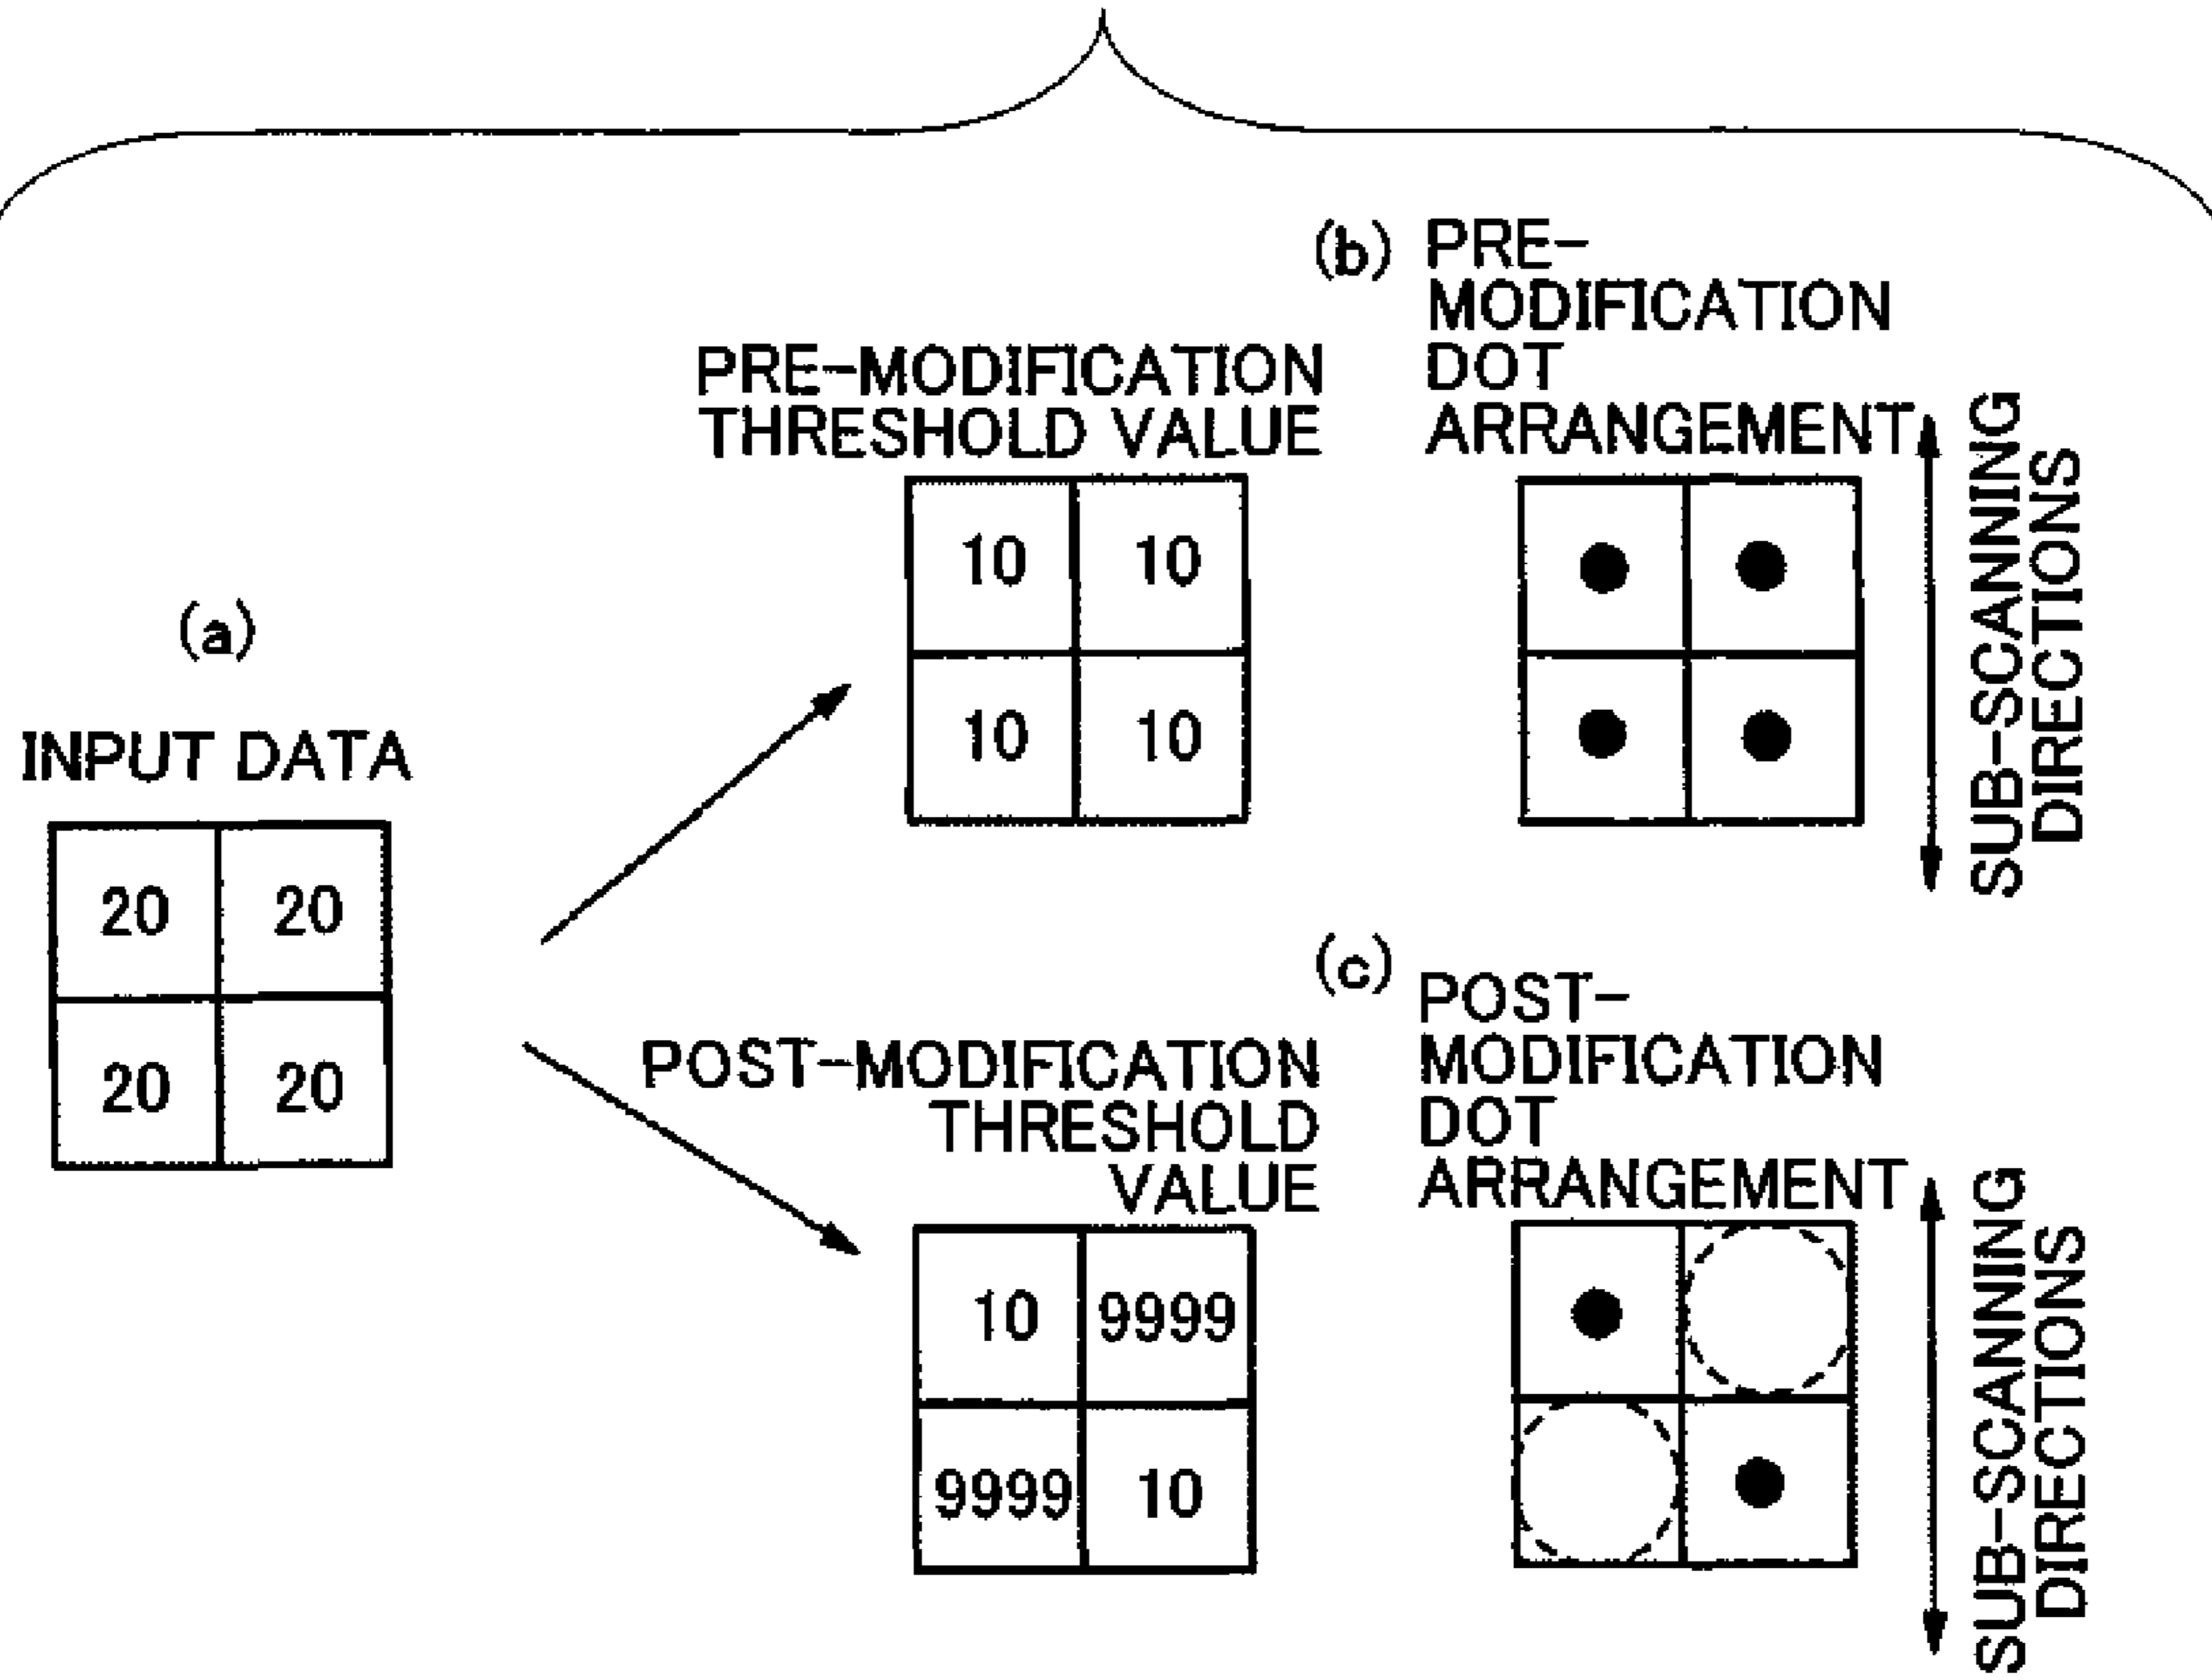 (a)
INPUT DATA
20 20
20 20
PRE-MODIFICATION
THRESHOLD VALUE
10 10
10 10
(b) PRE-
MODIFICATION
DOT
ARRANGEMENT
SUB-SCANNING
DIRECTIONS
POST-MODIFICATION
THRESHOLD
VALUE
10 9999
9999 10
(c) POST-
MODIFICATION
DOT
ARRANGEMENT
SUB-SCANNING
DIRECTIONS